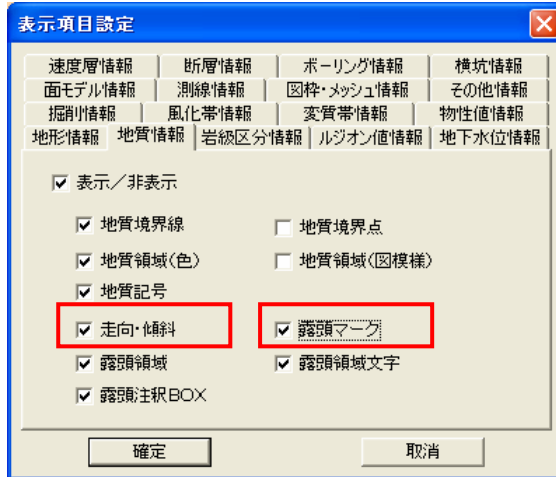 表示項目設定
速度層情報 断層情報 ボーリング情報 横坑情報
面モデル情報 測線情報 図枠・メッシュ情報 その他情報
掘削情報 風化帯情報 変質帯情報 物性値情報
地形情報 地質情報 岩級区分情報 ルジオン値情報 地下水位情報
表示／非表示
地質境界線 地質境界点
地質領域(色) 地質領域(図模様)
地質記号
走向・傾斜 露頭マーク
露頭領域 露頭領域文字
露頭注釈BOX
確定 取消